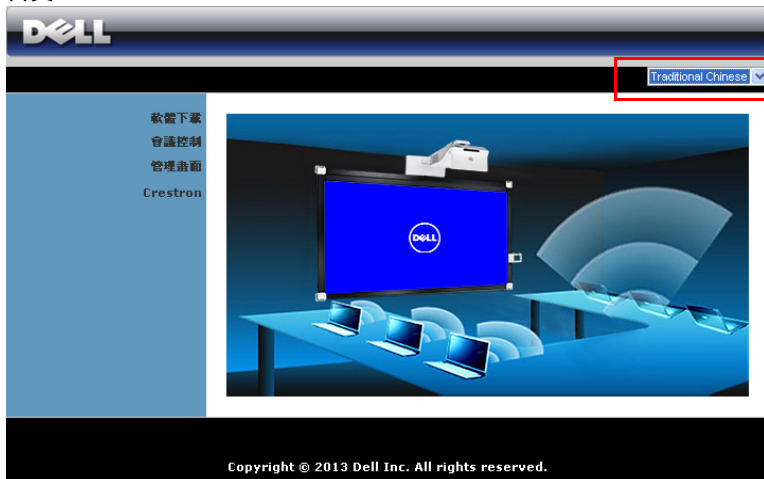 DELL
Traditional Chinese
軟體下載
會議控制
管理畫面
Crestron
DELL
Copyright © 2013 Dell Inc. All rights reserved.